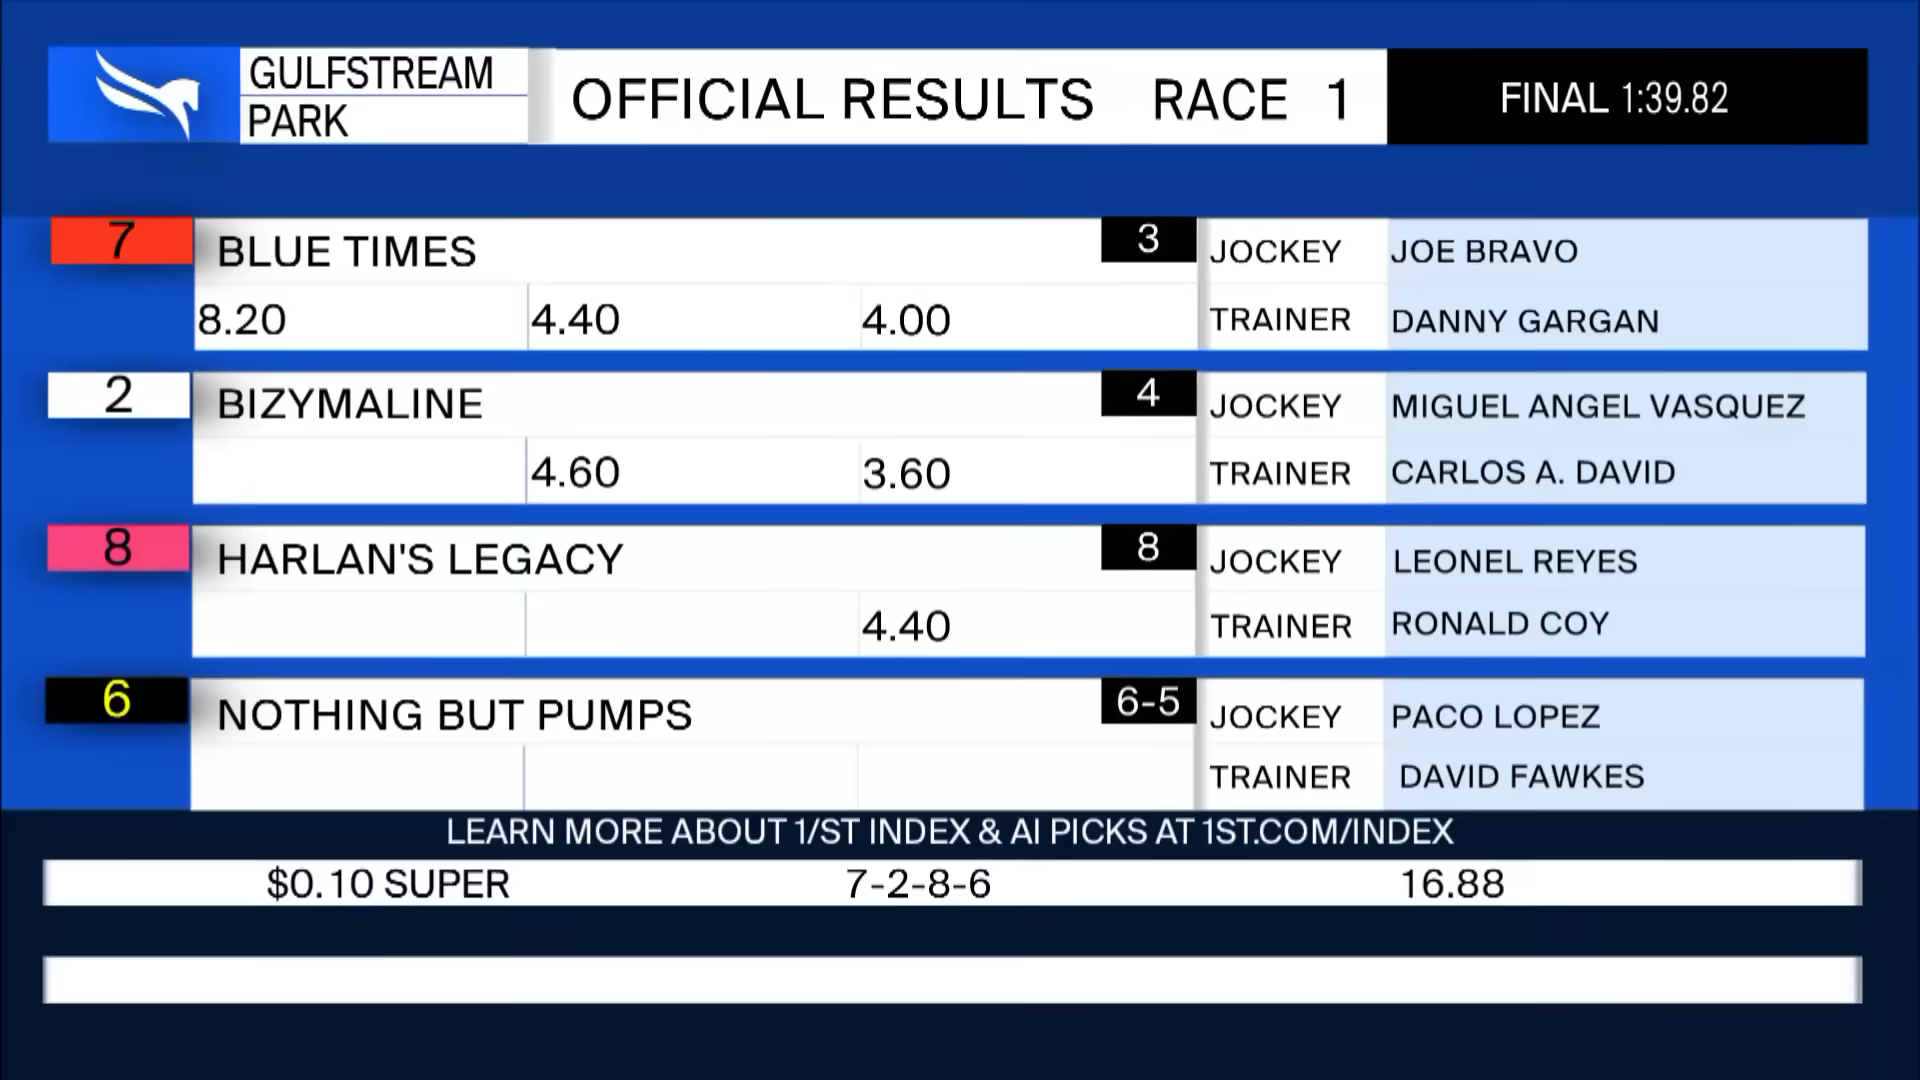 GULFSTREAM
PARK
OFFICIAL RESULTS RACE 1
FINAL 1:39.82
7 BLUE TIMES 3 JOCKEY JOE BRAVO
8.20 4.40 4.00 TRAINER DANNY GARGAN
2 BIZYMALINE 4 JOCKEY MIGUEL ANGEL VASQUEZ
4.60 3.60 TRAINER CARLOS A. DAVID
8 HARLAN'S LEGACY 8 JOCKEY LEONEL REYES
4.40 TRAINER RONALD COY
6 NOTHING BUT PUMPS 6-5 JOCKEY PACO LOPEZ
TRAINER DAVID FAWKES
LEARN MORE ABOUT 1/ST INDEX & AI PICKS AT 1ST.COM/INDEX
$0.10 SUPER 7-2-8-6 16.88